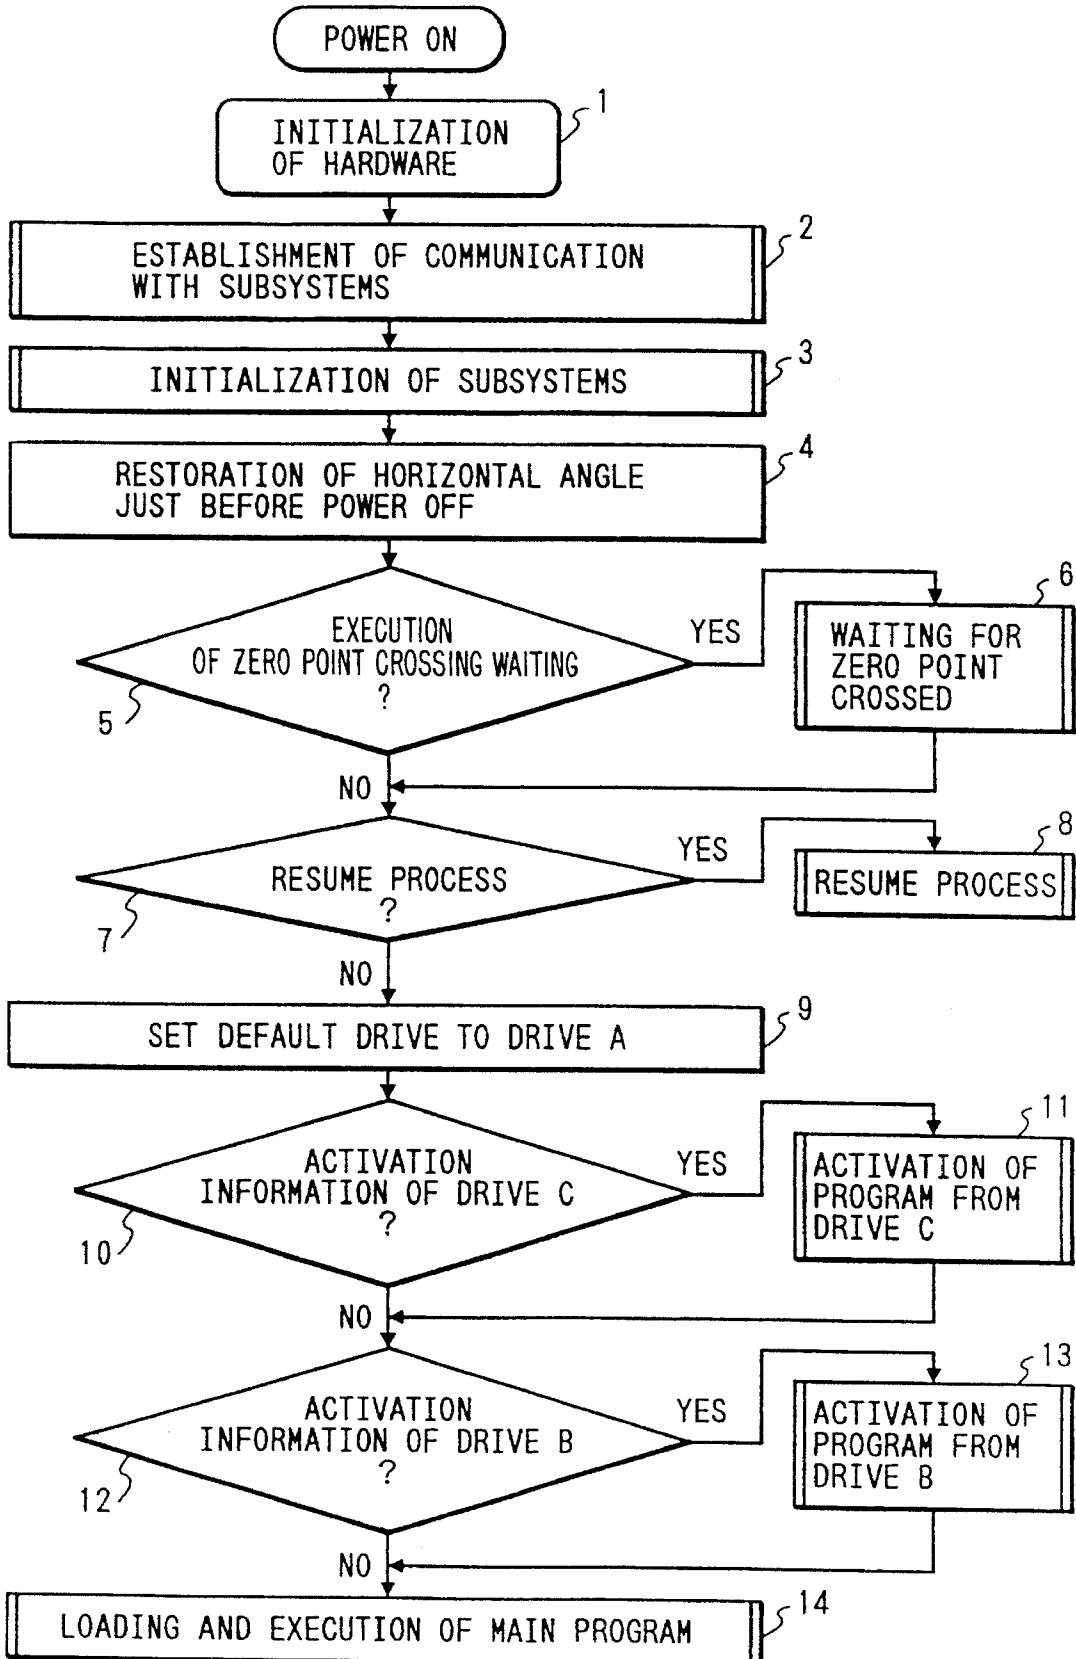 POWER ON
1
INITIALIZATION
OF HARDWARE
2
ESTABLISHMENT OF COMMUNICATION
WITH SUBSYSTEMS
3
INITIALIZATION OF SUBSYSTEMS
4
RESTORATION OF HORIZONTAL ANGLE
JUST BEFORE POWER OFF
EXECUTION
OF ZERO POINT CROSSING WAITING
?
5
YES
6
WAITING FOR
ZERO POINT
CROSSED
NO
RESUME PROCESS
?
7
YES
8
RESUME PROCESS
NO
9
SET DEFAULT DRIVE TO DRIVE A
ACTIVATION
INFORMATION OF DRIVE C
?
10
YES
11
ACTIVATION OF
PROGRAM FROM
DRIVE C
NO
ACTIVATION
INFORMATION OF DRIVE B
?
12
YES
13
ACTIVATION OF
PROGRAM FROM
DRIVE B
NO
14
LOADING AND EXECUTION OF MAIN PROGRAM